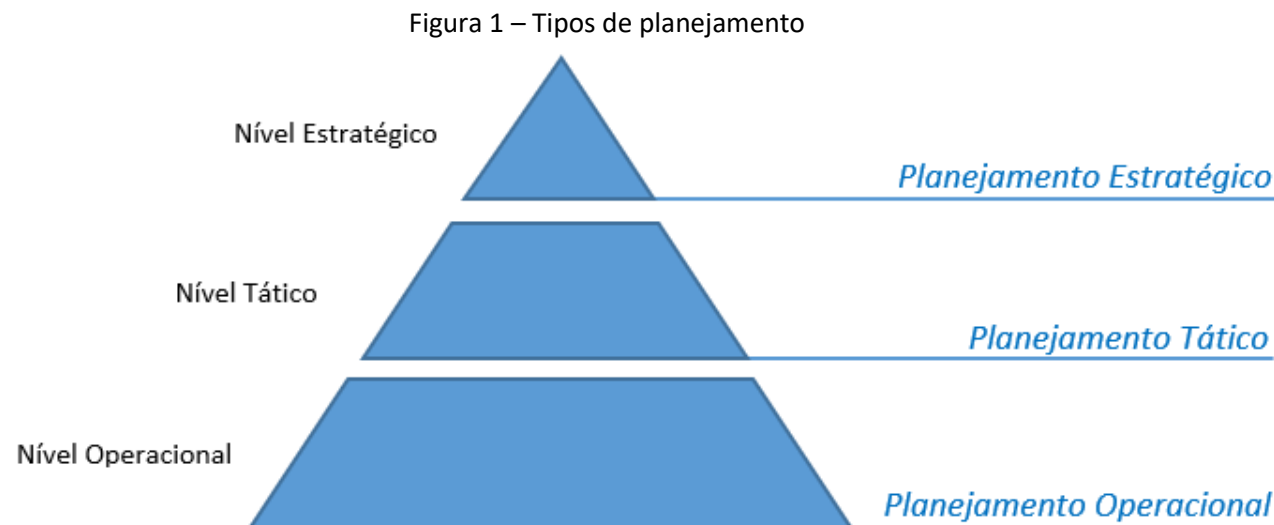 Figura 1 – Tipos de planejamento
Nível Estratégico
Planejamento Estratégico
Nível Tático
Planejamento Tático
Nível Operacional
Planejamento Operacional